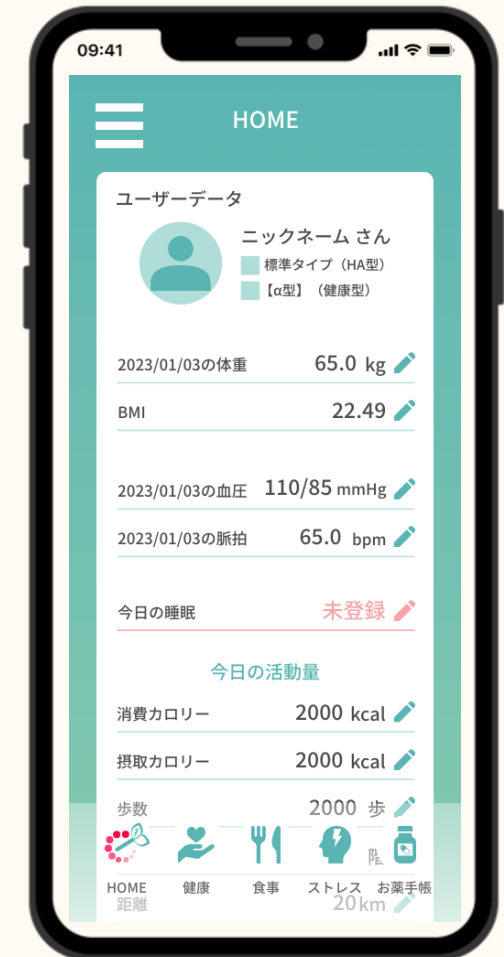 09:41
HOME
ユーザーデータ
ニックネーム さん
標準タイプ（HA型）
【α型】（健康型）
2023/01/03の体重 65.0 kg
BMI 22.49
2023/01/03の血圧 110/85 mmHg
2023/01/03の脈拍 65.0 bpm
今日の睡眠 未登録
今日の活動量
消費カロリー 2000 kcal
摂取カロリー 2000 kcal
歩数 2000 歩
HOME 健康 食事 ストレス お薬手帳
距離 20km